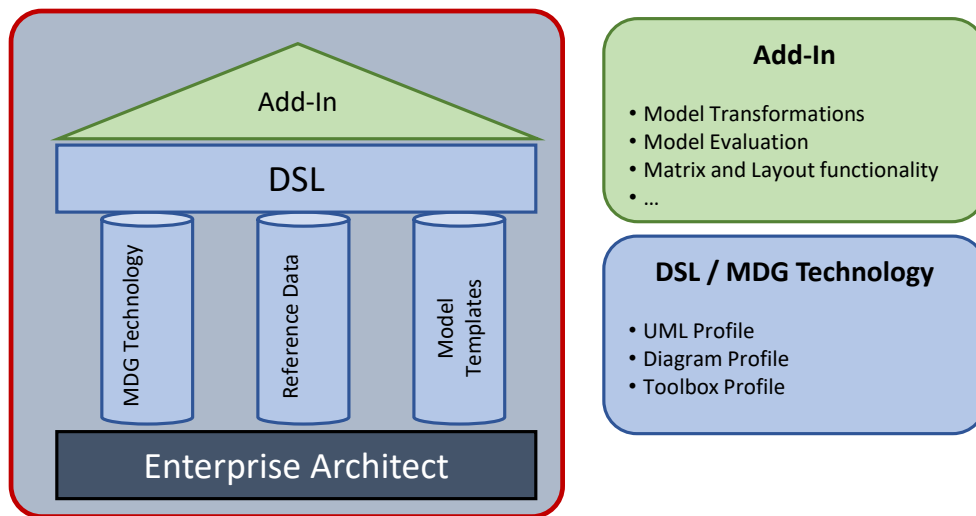 Add-In
DSL
MDG Technology
Reference Data
Model
Templates
Enterprise Architect
Add-In
• Model Transformations
• Model Evaluation
• Matrix and Layout functionality
• ...
DSL / MDG Technology
• UML Profile
• Diagram Profile
• Toolbox Profile